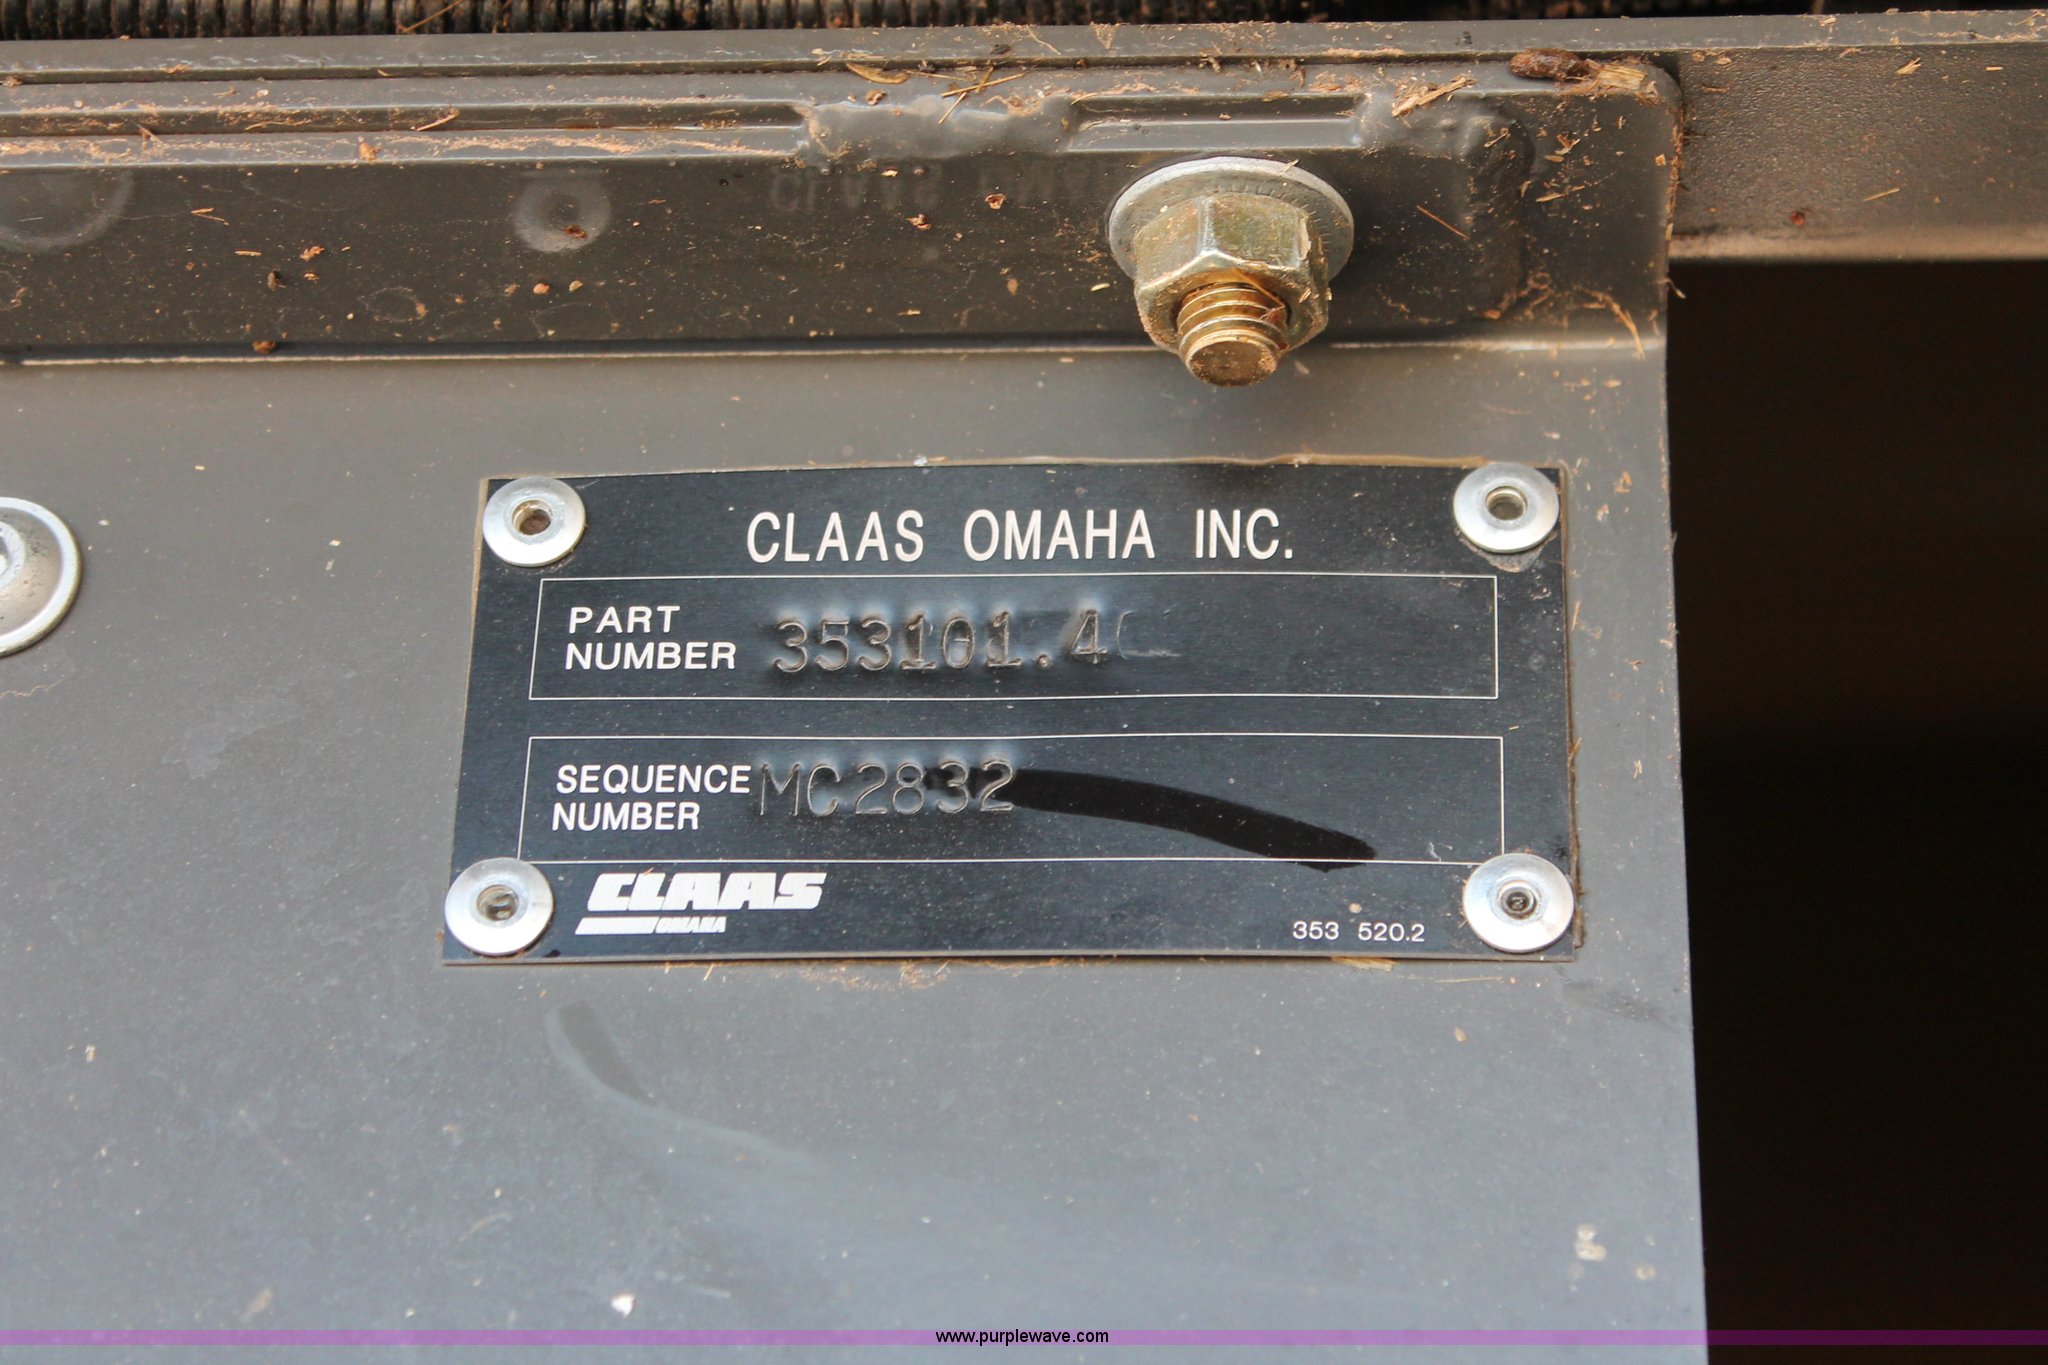 CLAAS OMAHA INC.
PART
NUMBER 353101.4
SEQUENCE
NUMBER MC2832
CLAAS
OMAHA
353 520.2
www.purplewave.com